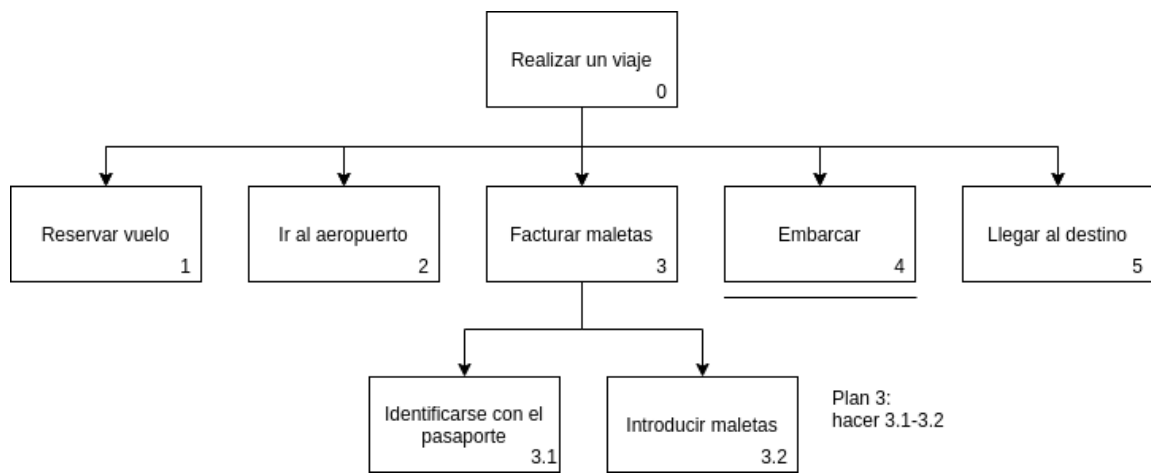 Realizar un viaje
0
Reservar vuelo
1
Ir al aeropuerto
2
Facturar maletas
3
Embarcar
4
Llegar al destino
5
Identificarse con el
pasaporte
3.1
Introducir maletas
3.2
Plan 3:
hacer 3.1-3.2